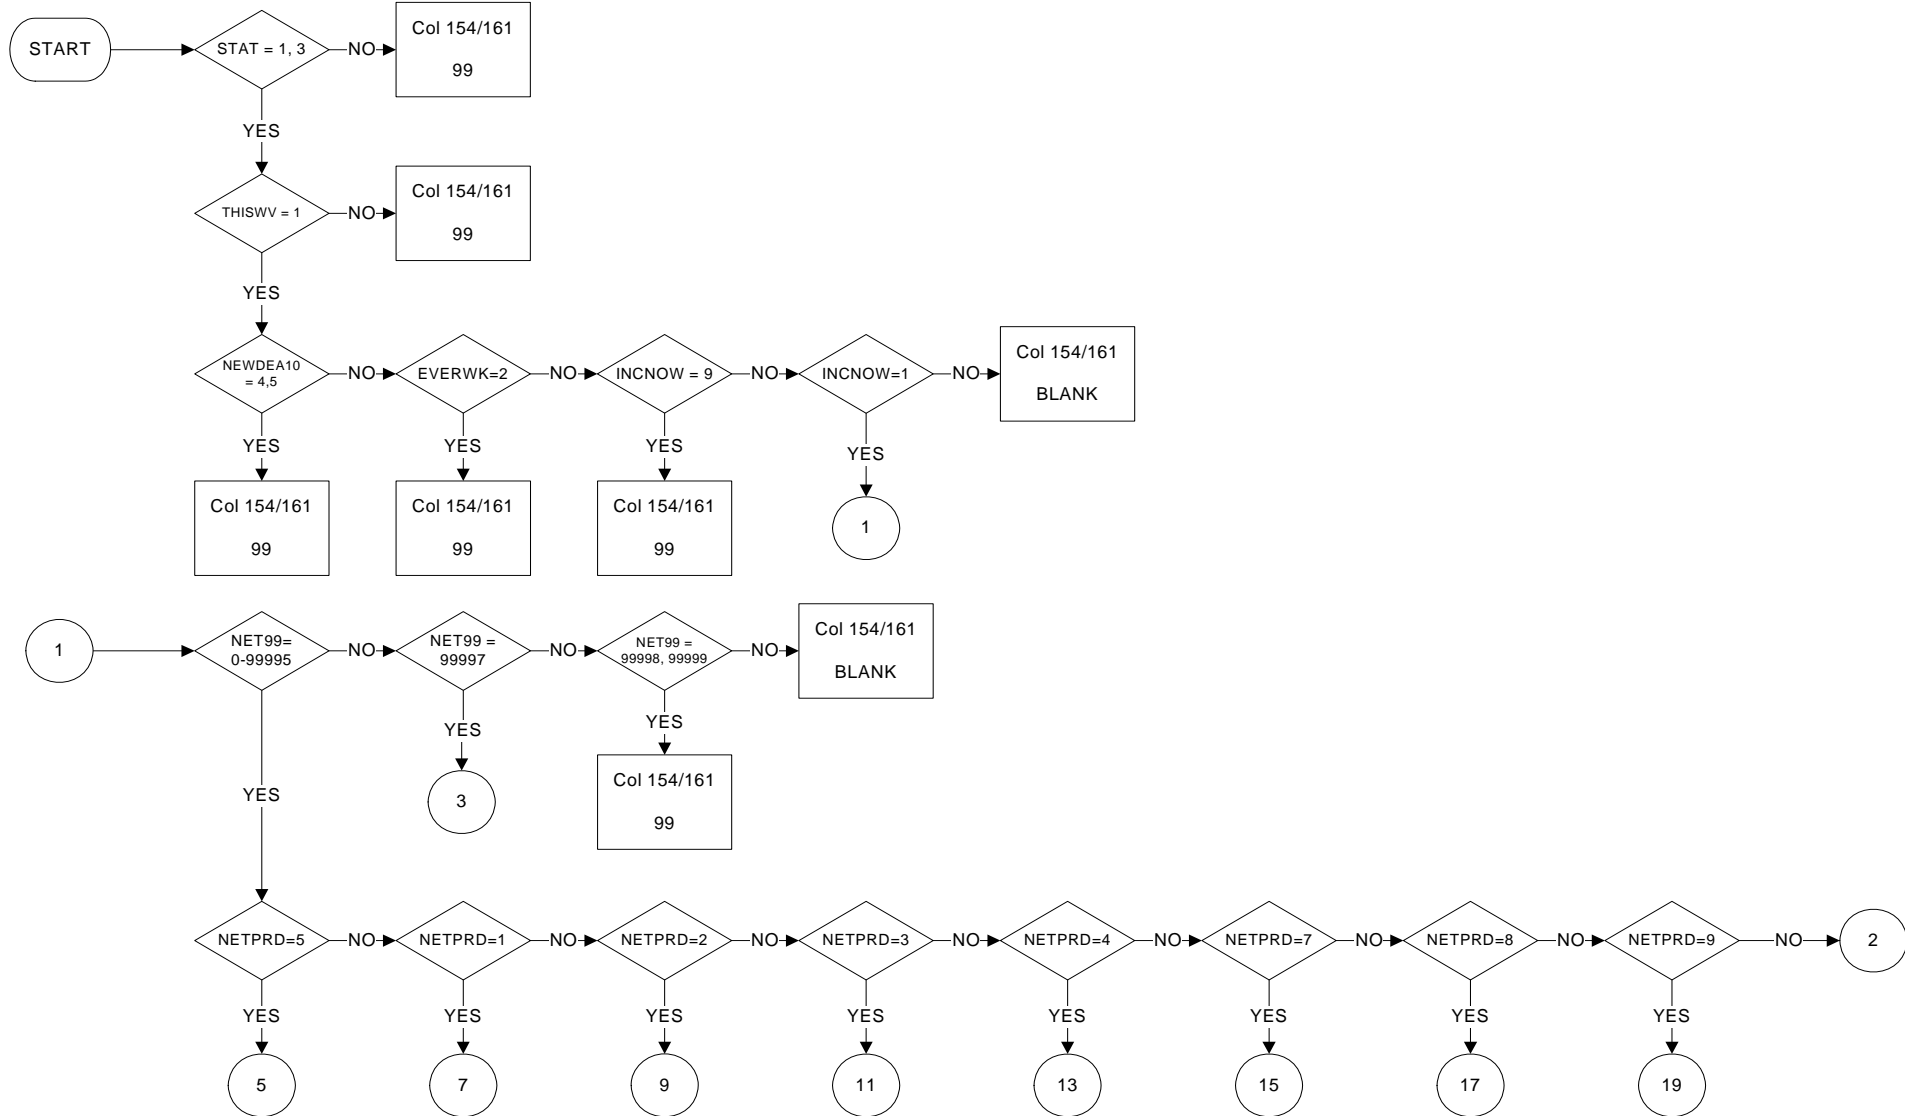 START
STAT = 1, 3
NO
Col 154/161
99
YES
THISWV = 1
NO
Col 154/161
99
YES
NEWDEA10
= 4,5
NO
EVERWK=2
NO
INCNOW = 9
NO
INCNOW=1
NO
Col 154/161
BLANK
YES
YES
YES
YES
Col 154/161
99
Col 154/161
99
Col 154/161
99
1
1
NET99=
0-99995
NO
NET99 =
99997
NO
NET99 =
99998, 99999
NO
Col 154/161
BLANK
YES
YES
YES
3
Col 154/161
99
NETPRD=5
NO
NETPRD=1
NO
NETPRD=2
NO
NETPRD=3
NO
NETPRD=4
NO
NETPRD=7
NO
NETPRD=8
NO
NETPRD=9
NO
2
YES
YES
YES
YES
YES
YES
YES
YES
5
7
9
11
13
15
17
19